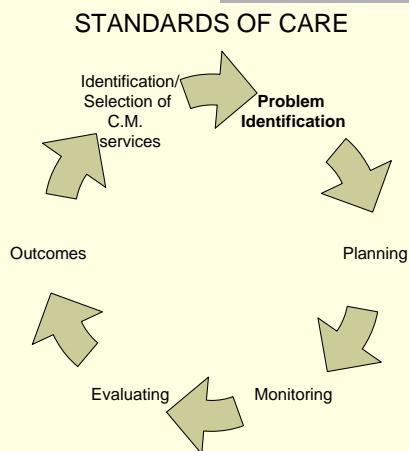 STANDARDS OF CARE
Identification/
Selection of
C.M.
services
Problem
Identification
Planning
Monitoring
Evaluating
Outcomes